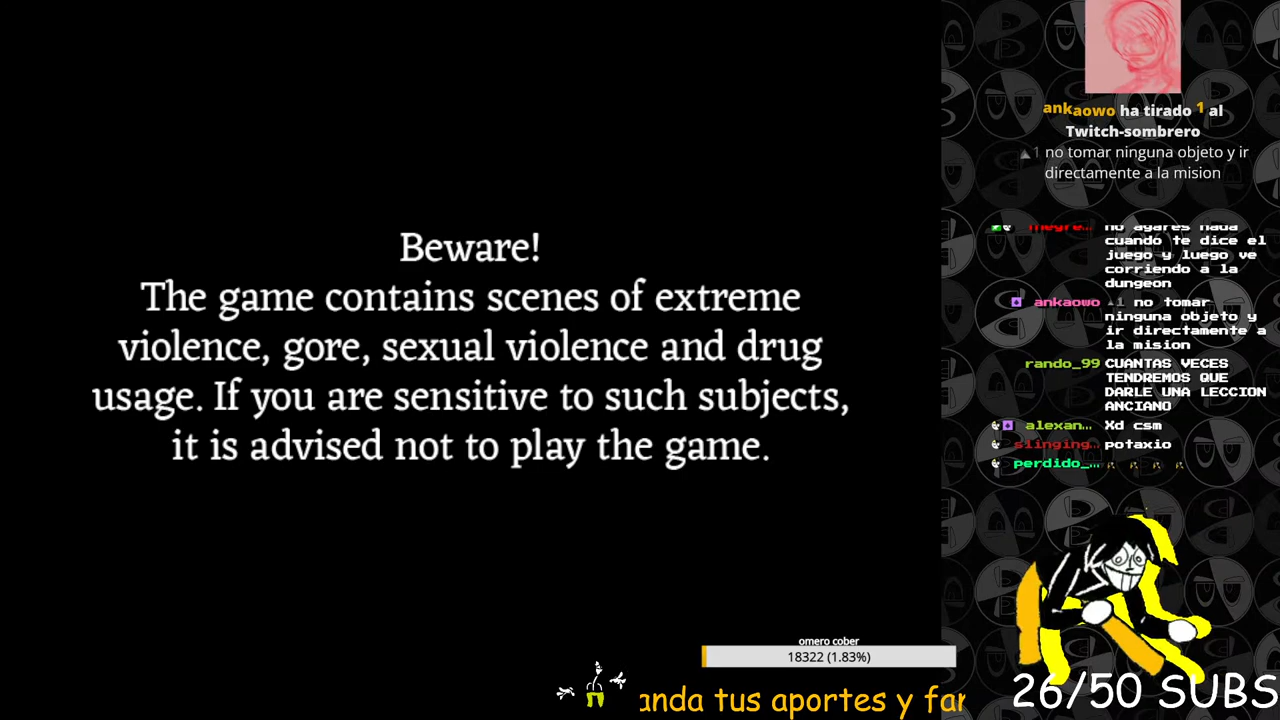 Beware!
The game contains scenes of extreme
violence, gore, sexual violence and drug
usage. If you are sensitive to such subjects,
it is advised not to play the game.
ankaowo ha tirado 1 al
Twitch-sombrero
1 no tomar ninguna objeto y ir
directamente a la mision
megre... no agares nada
cuando te dice el
juego y luego ve
corriendo a la
dungeon
ankaowo 1 no tomar
ninguna objeto y
ir directamente a
la mision
rando_99 CUANTAS VECES
TENDREMOS QUE
DARLE UNA LECCION
ANCIANO
alexan... Xd csm
slinging... potaxio
perdido_...
omero cober
18322 (1.83%)
anda tus aportes y far
26/50 SUBS